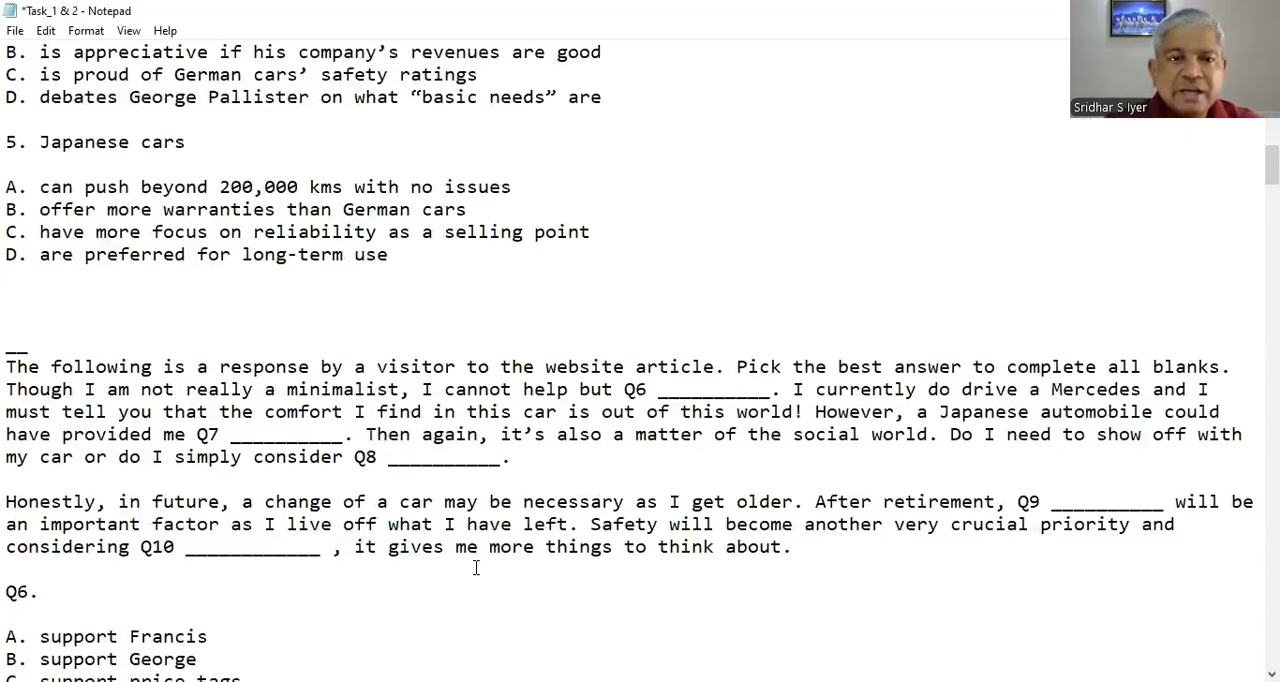 *Task_1 & 2 - Notepad
File Edit Format View Help
B. is appreciative if his company’s revenues are good
C. is proud of German cars’ safety ratings
D. debates George Pallister on what “basic needs” are
Sridhar S Iyer
5. Japanese cars
A. can push beyond 200,000 kms with no issues
B. offer more warranties than German cars
C. have more focus on reliability as a selling point
D. are preferred for long-term use
__
The following is a response by a visitor to the website article. Pick the best answer to complete all blanks.
Though I am not really a minimalist, I cannot help but Q6 __________. I currently do drive a Mercedes and I
must tell you that the comfort I find in this car is out of this world! However, a Japanese automobile could
have provided me Q7 __________. Then again, it’s also a matter of the social world. Do I need to show off with
my car or do I simply consider Q8 __________.
Honestly, in future, a change of a car may be necessary as I get older. After retirement, Q9 __________ will be
an important factor as I live off what I have left. Safety will become another very crucial priority and
considering Q10 ____________ , it gives me more things to think about.
Q6.
A. support Francis
B. support George
C. support price tags